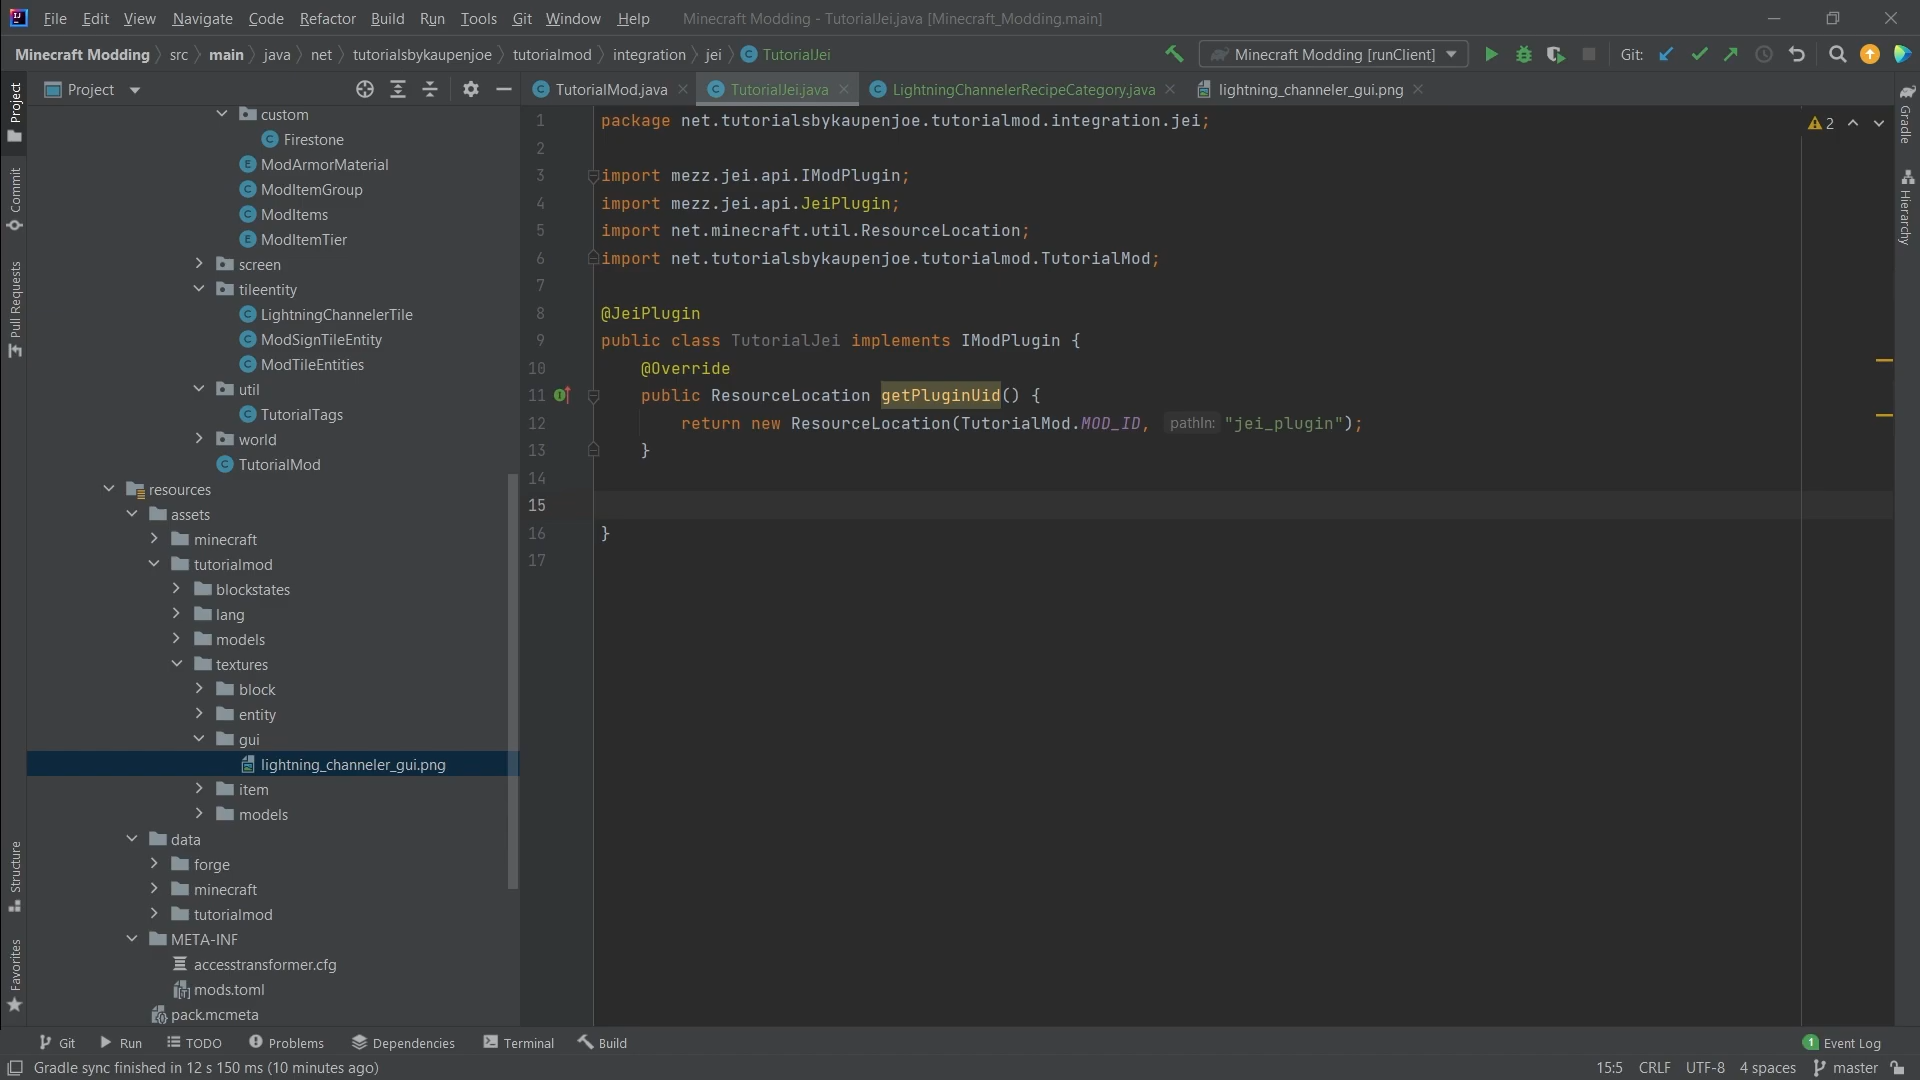 File Edit View Navigate Code Refactor Build Run Tools Git Window Help Minecraft Modding - TutorialJei.java [Minecraft_Modding.main]
Minecraft Modding src main java net tutorialsbykaupenjoe tutorialmod integration jei TutorialJei Minecraft Modding [runClient] Git:
Project
TutorialMod.java TutorialJei.java LightningChannelerRecipeCategory.java lightning_channeler_gui.png
Project
Commit
Pull Requests
Structure
Favorites
custom
Firestone
ModArmorMaterial
ModItemGroup
ModItems
ModItemTier
screen
tileentity
LightningChannelerTile
ModSignTileEntity
ModTileEntities
util
TutorialTags
world
TutorialMod
resources
assets
minecraft
tutorialmod
blockstates
lang
models
textures
block
entity
gui
lightning_channeler_gui.png
item
models
data
forge
minecraft
tutorialmod
META-INF
accesstransformer.cfg
mods.toml
pack.mcmeta
1 package net.tutorialsbykaupenjoe.tutorialmod.integration.jei;
2
3 import mezz.jei.api.IModPlugin;
4 import mezz.jei.api.JeiPlugin;
5 import net.minecraft.util.ResourceLocation;
6 import net.tutorialsbykaupenjoe.tutorialmod.TutorialMod;
7
8 @JeiPlugin
9 public class TutorialJei implements IModPlugin {
10 @Override
11 public ResourceLocation getPluginUid() {
12 return new ResourceLocation(TutorialMod.MOD_ID, pathIn: "jei_plugin");
13 }
14
15
16 }
17
2
Gradle
Hierarchy
Git Run TODO Problems Dependencies Terminal Build 1 Event Log
Gradle sync finished in 12 s 150 ms (10 minutes ago) 15:5 CRLF UTF-8 4 spaces master